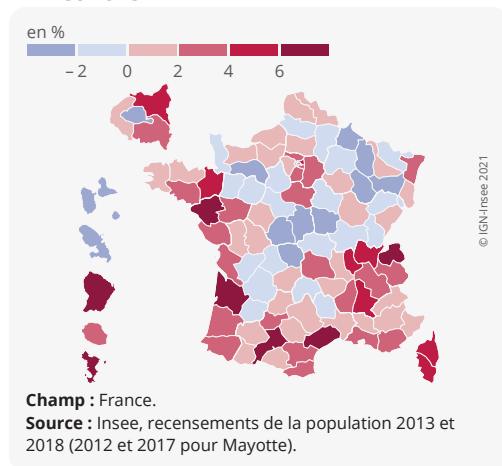 en %
– 2 0 2 4 6
© IGN-Insee 2021
Champ : France.
Source : Insee, recensements de la population 2013 et
2018 (2012 et 2017 pour Mayotte).